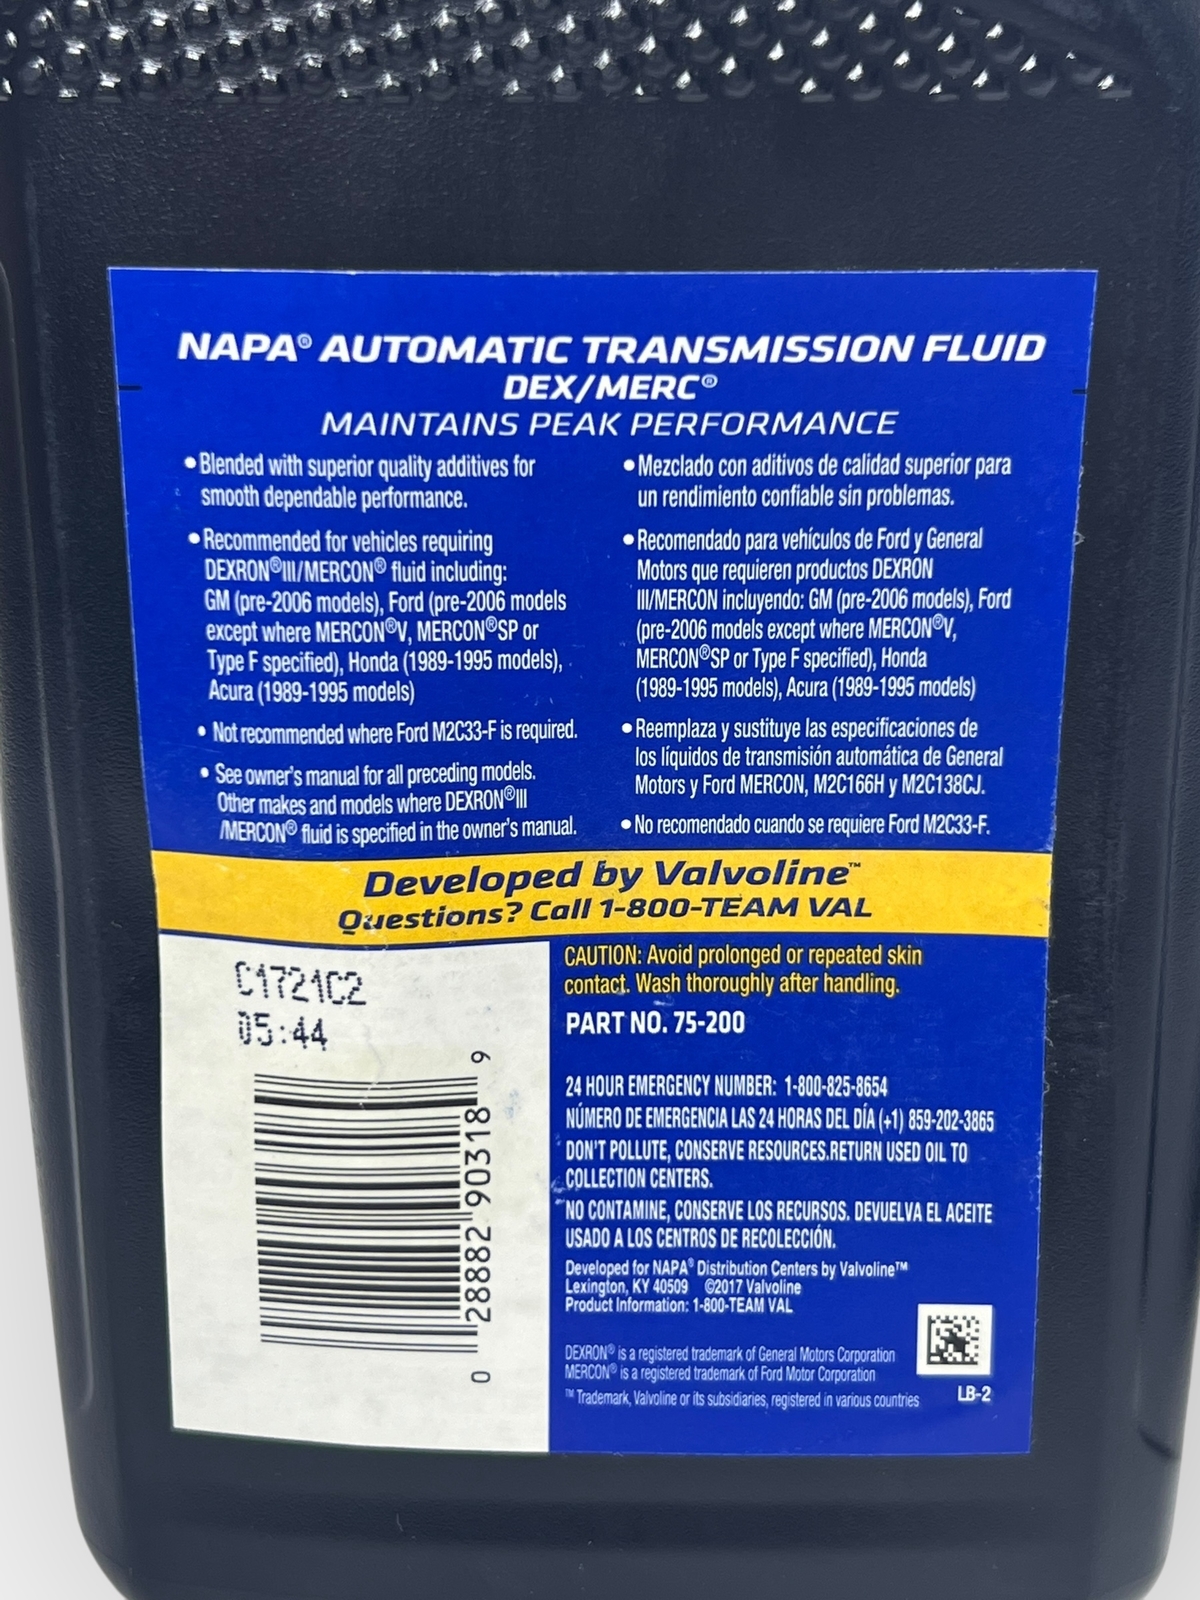 NAPA® AUTOMATIC TRANSMISSION FLUID
DEX/MERC®
MAINTAINS PEAK PERFORMANCE
•Blended with superior quality additives for
smooth dependable performance.
•Recommended for vehicles requiring
DEXRON®III/MERCON® fluid including:
GM (pre-2006 models), Ford (pre-2006 models
except where MERCON®V, MERCON®SP or
Type F specified), Honda (1989-1995 models),
Acura (1989-1995 models)
• Not recommended where Ford M2C33-F is required.
• See owner's manual for all preceding models.
Other makes and models where DEXRON®III
/MERCON® fluid is specified in the owner's manual.
•Mezclado con aditivos de calidad superior para
un rendimiento confiable sin problemas.
•Recomendado para vehículos de Ford y General
Motors que requieren productos DEXRON
III/MERCON incluyendo: GM (pre-2006 models), Ford
(pre-2006 models except where MERCON®V,
MERCON®SP or Type F specified), Honda
(1989-1995 models), Acura (1989-1995 models)
•Reemplaza y sustituye las especificaciones de
los líquidos de transmisión automática de General
Motors y Ford MERCON, M2C166H y M2C138CJ.
•No recomendado cuando se requiere Ford M2C33-F.
Developed by Valvoline™
Questions? Call 1-800-TEAM VAL
C1721C2
05:44
0 28882 90318 9
CAUTION: Avoid prolonged or repeated skin
contact. Wash thoroughly after handling.
PART NO. 75-200
24 HOUR EMERGENCY NUMBER: 1-800-825-8654
NÚMERO DE EMERGENCIA LAS 24 HORAS DEL DÍA (+1) 859-202-3865
DON'T POLLUTE, CONSERVE RESOURCES.RETURN USED OIL TO
COLLECTION CENTERS.
NO CONTAMINE, CONSERVE LOS RECURSOS. DEVUELVA EL ACEITE
USADO A LOS CENTROS DE RECOLECCIÓN.
Developed for NAPA® Distribution Centers by Valvoline™
Lexington, KY 40509 ©2017 Valvoline
Product Information: 1-800-TEAM VAL
DEXRON® is a registered trademark of General Motors Corporation
MERCON® is a registered trademark of Ford Motor Corporation
™ Trademark, Valvoline or its subsidiaries, registered in various countries
LB-2